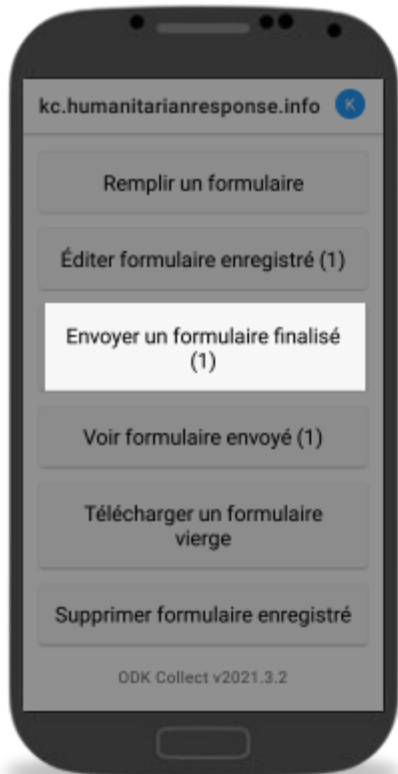 kc.humanitarianresponse.info K
Remplir un formulaire
Éditer formulaire enregistré (1)
Envoyer un formulaire finalisé
(1)
Voir formulaire envoyé (1)
Télécharger un formulaire
vierge
Supprimer formulaire enregistré
ODK Collect v2021.3.2